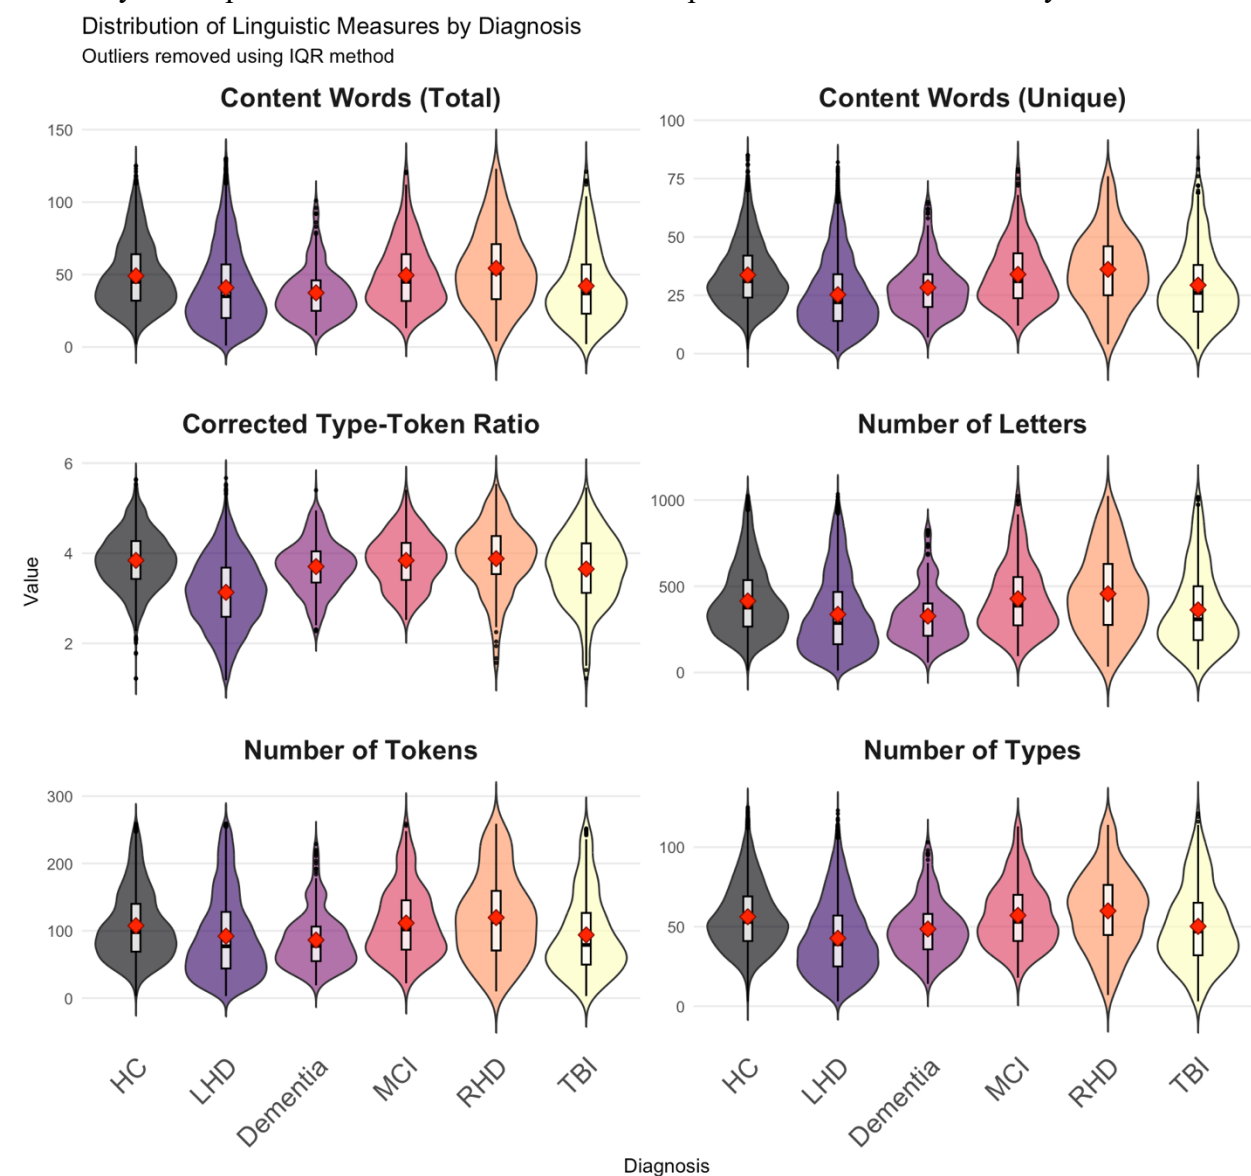 Distribution of Linguistic Measures by Diagnosis
Outliers removed using IQR method
Content Words (Total)
Content Words (Unique)
150
100
50
0
100
75
50
25
0
Corrected Type-Token Ratio
Number of Letters
6
4
2
1000
500
0
Value
Number of Tokens
Number of Types
300
200
100
0
100
50
0
HC
LHD
Dementia
MCI
RHD
TBI
HC
LHD
Dementia
MCI
RHD
TBI
Diagnosis